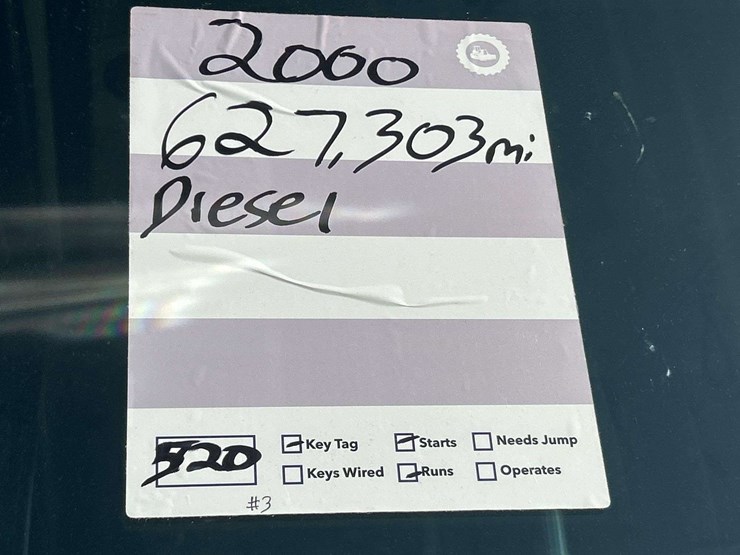 2000
627,303mi
Diesel
520 Key Tag Starts Needs Jump
Keys Wired Runs Operates
#3